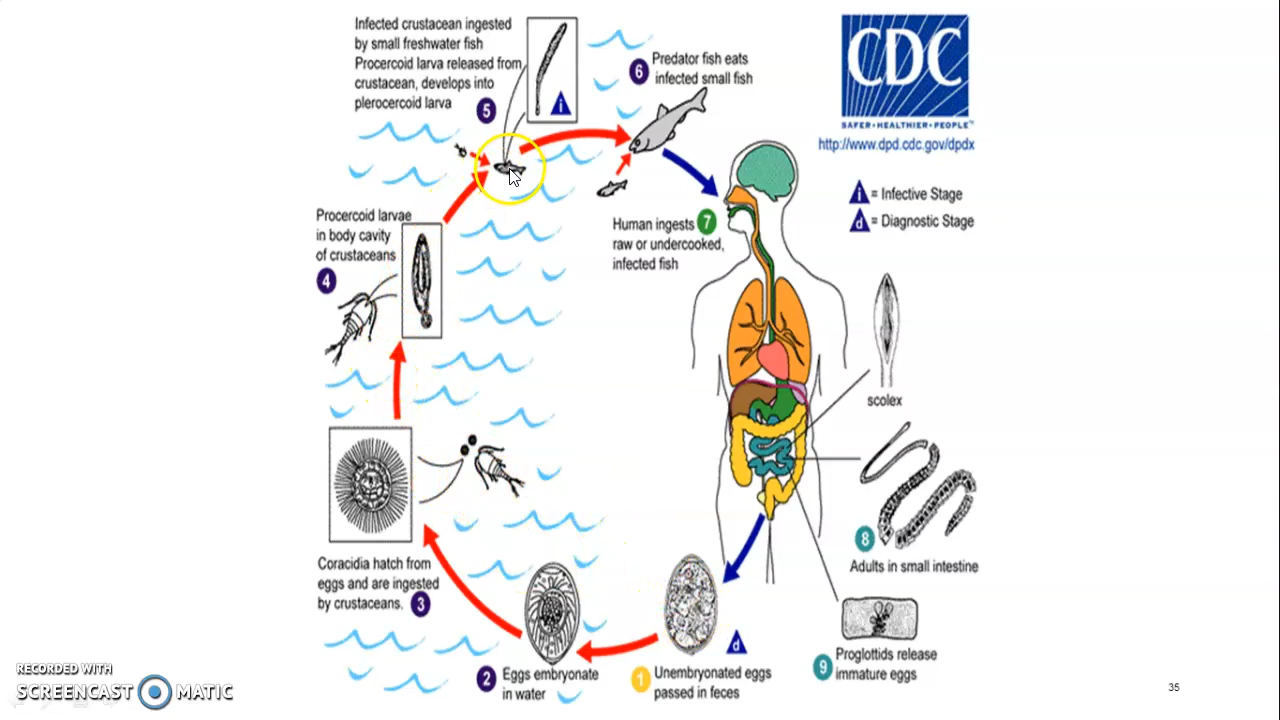 Infected crustacean ingested
by small freshwater fish
Procercoid larva released from
crustacean, develops into
plerocercoid larva
5
i
6
Predator fish eats
infected small fish
CDC
SAFER•HEALTHIER•PEOPLE™
http://www.dpd.cdc.gov/dpdx
i = Infective Stage
d = Diagnostic Stage
Procercoid larvae
in body cavity
of crustaceans
4
Human ingests 7
raw or undercooked,
infected fish
scolex
8
Adults in small intestine
Coracidia hatch from
eggs and are ingested
by crustaceans. 3
2 Eggs embryonate
in water
d
1 Unembryonated eggs
passed in feces
9 Proglottids release
immature eggs
RECORDED WITH
SCREENCAST MATIC
35